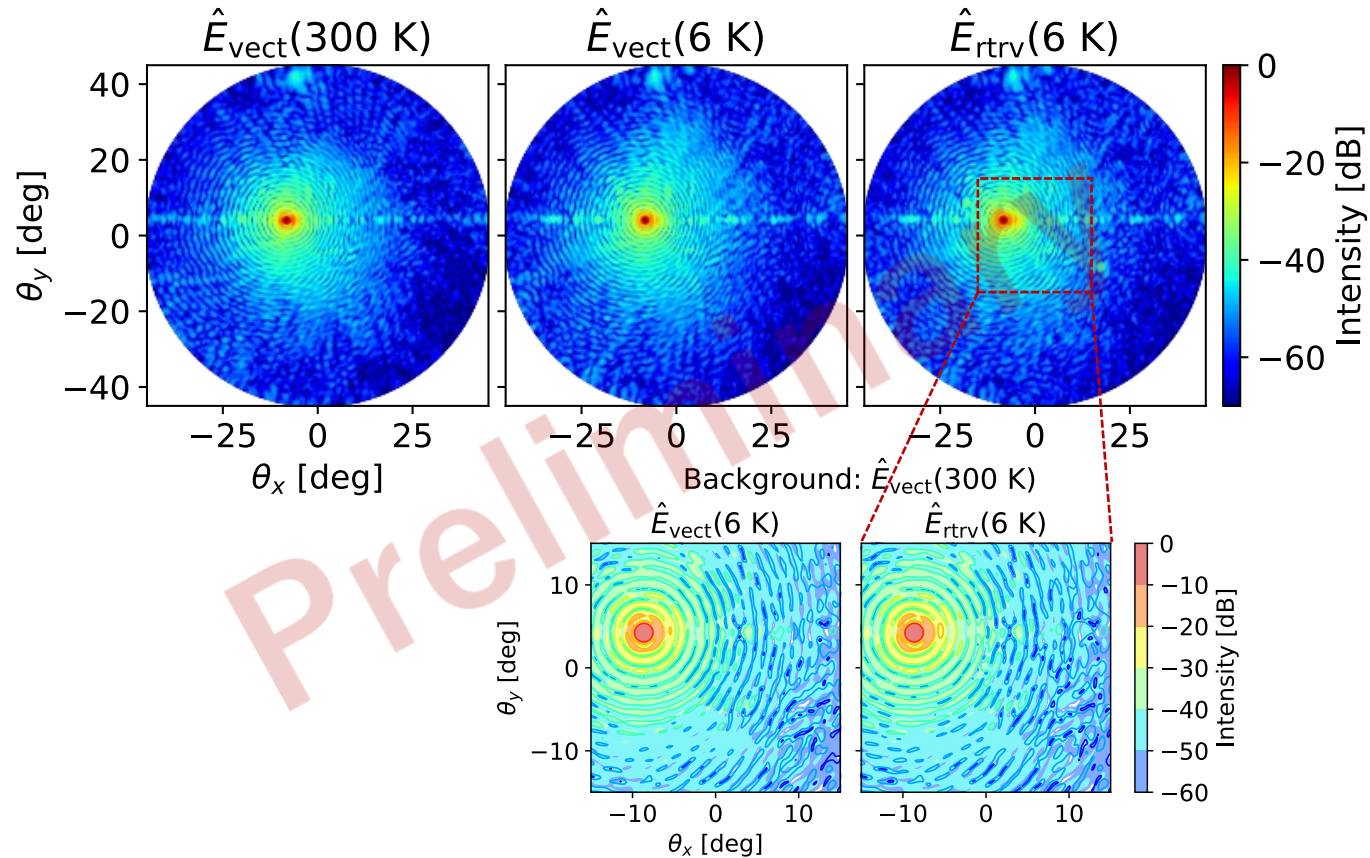 Ê_vect(300 K) Ê_vect(6 K) Ê_rtrv(6 K)
40
20
0
−20
−40
θ_y [deg]
−25 0 25
−25 0 25
−25 0 25
θ_x [deg]
0
−20
−40
−60
Intensity [dB]
Preliminary
Background: Ê_vect(300 K)
Ê_vect(6 K) Ê_rtrv(6 K)
10
0
−10
θ_y [deg]
−10 0 10
−10 0 10
θ_x [deg]
0
−10
−20
−30
−40
−50
−60
Intensity [dB]